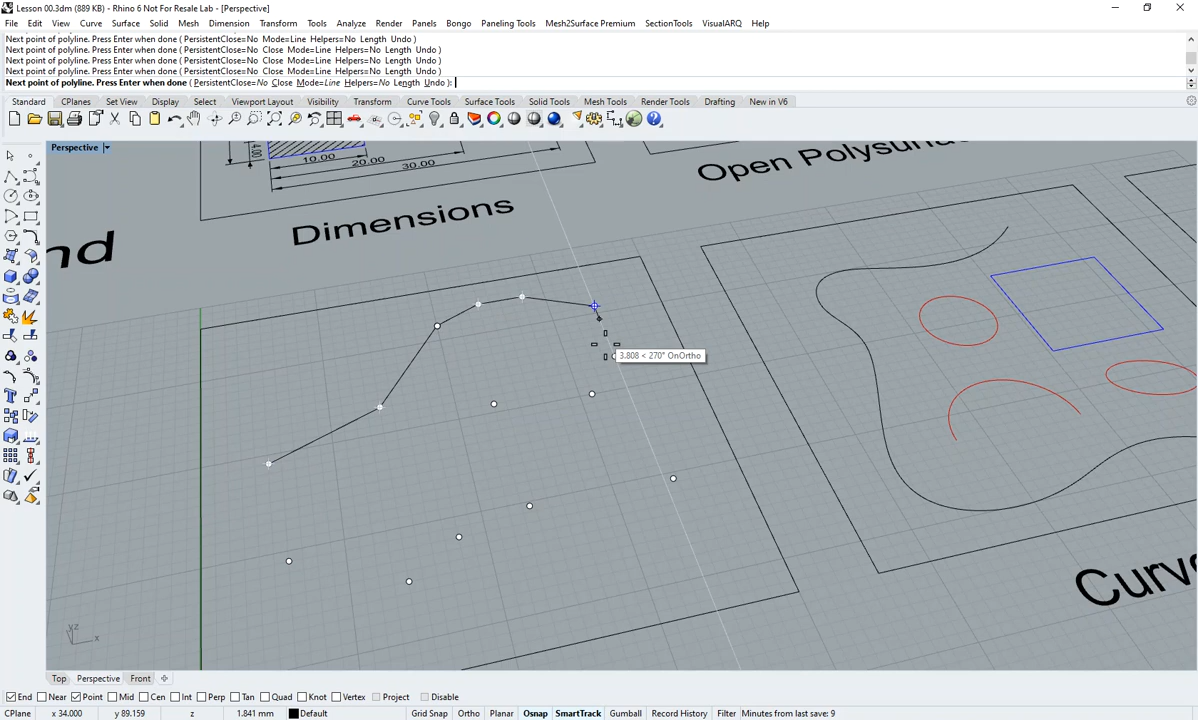 Lesson 00.3dm (889 KB) - Rhino 6 Not For Resale Lab - [Perspective]
File Edit View Curve Surface Solid Mesh Dimension Transform Tools Analyze Render Panels Bongo Paneling Tools Mesh2Surface Premium SectionTools VisualARQ Help
Next point of polyline. Press Enter when done ( PersistentClose=No Mode=Line Helpers=No Length Undo )
Next point of polyline. Press Enter when done ( PersistentClose=No Close Mode=Line Helpers=No Length Undo )
Next point of polyline. Press Enter when done ( PersistentClose=No Close Mode=Line Helpers=No Length Undo )
Next point of polyline. Press Enter when done ( PersistentClose=No Close Mode=Line Helpers=No Length Undo )
Next point of polyline. Press Enter when done ( PersistentClose=No Close Mode=Line Helpers=No Length Undo ):
Standard CPlanes Set View Display Select Viewport Layout Visibility Transform Curve Tools Surface Tools Solid Tools Mesh Tools Render Tools Drafting New in V6
Perspective
4.00
10.00
20.00
30.00
Dimensions
Open Polysu
nd
3.808 < 270° OnOrtho
Curve
z
y
x
Top Perspective Front
End Near Point Mid Cen Int Perp Tan Quad Knot Vertex Project Disable
CPlane x 34.000 y 89.159 z 1.841 mm Default Grid Snap Ortho Planar Osnap SmartTrack Gumball Record History Filter Minutes from last save: 9